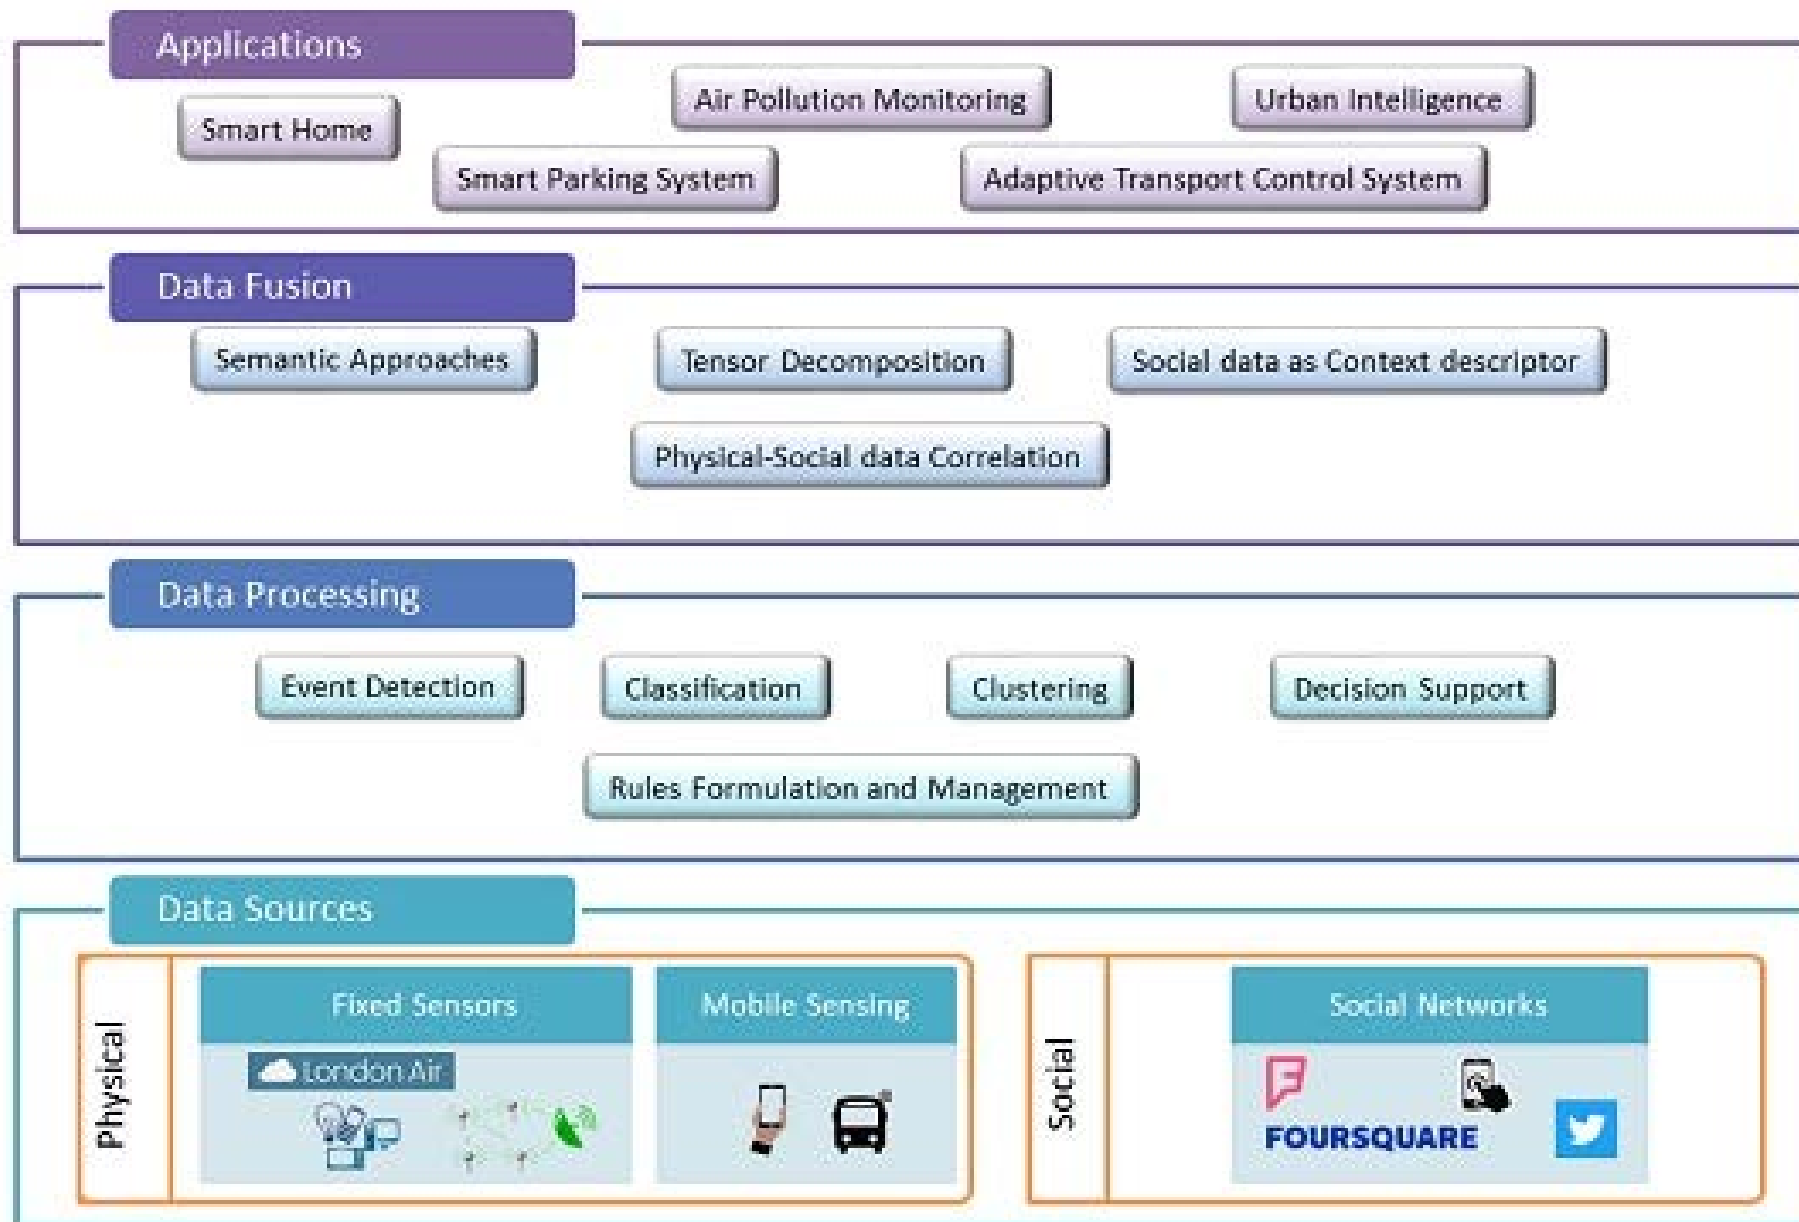 Applications
Air Pollution Monitoring
Urban Intelligence
Smart Home
Smart Parking System
Adaptive Transport Control System
Data Fusion
Semantic Approaches
Tensor Decomposition
Social data as Context descriptor
Physical-Social data Correlation
Data Processing
Event Detection
Classification
Clustering
Decision Support
Rules Formulation and Management
Data Sources
Physical
Fixed Sensors
London Air
Mobile Sensing
Social
Social Networks
FOURSQUARE